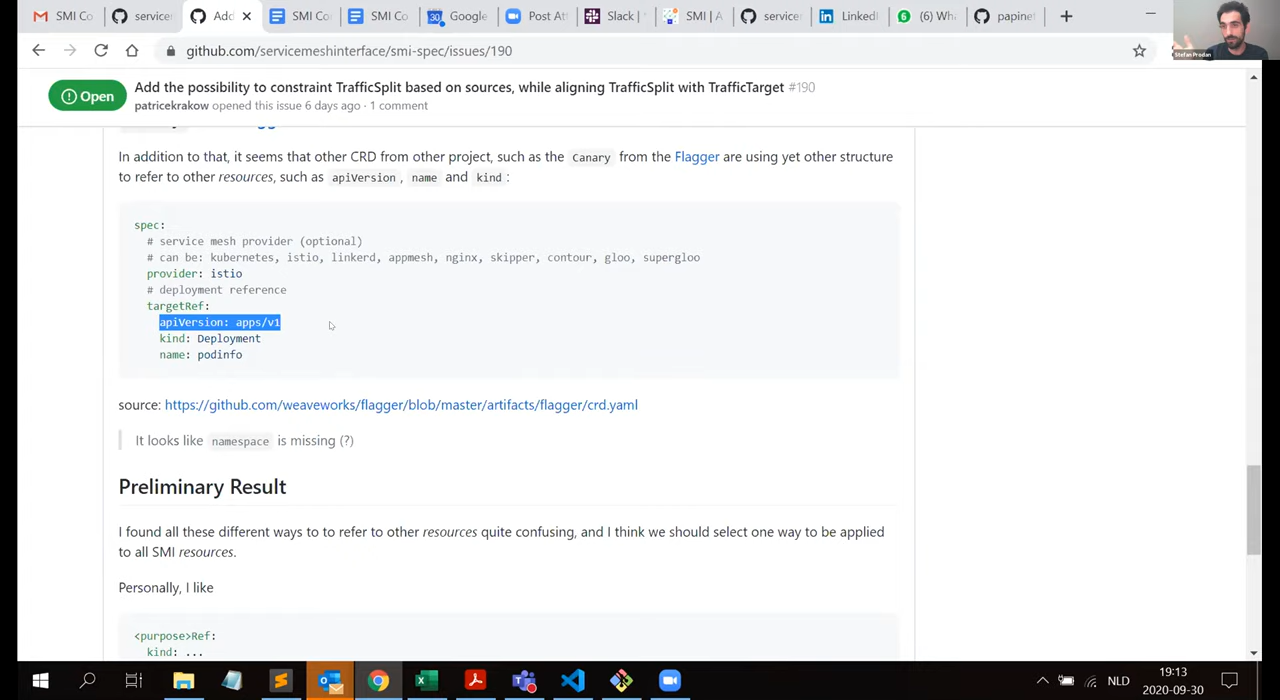 SMI Co
service
Add
SMI Co
SMI Co
Google
Post Att
Slack |
SMI | A
service
LinkedI
(6) Wha
papinet
github.com/servicemeshinterface/smi-spec/issues/190
Stefan Prodan
Open
Add the possibility to constraint TrafficSplit based on sources, while aligning TrafficSplit with TrafficTarget #190
patricekrakow opened this issue 6 days ago · 1 comment
In addition to that, it seems that other CRD from other project, such as the Canary from the Flagger are using yet other structure
to refer to other resources, such as apiVersion, name and kind:
spec:
# service mesh provider (optional)
# can be: kubernetes, istio, linkerd, appmesh, nginx, skipper, contour, gloo, supergloo
provider: istio
# deployment reference
targetRef:
apiVersion: apps/v1
kind: Deployment
name: podinfo
source: https://github.com/weaveworks/flagger/blob/master/artifacts/flagger/crd.yaml
It looks like namespace is missing (?)
Preliminary Result
I found all these different ways to to refer to other resources quite confusing, and I think we should select one way to be applied
to all SMI resources.
Personally, I like
<purpose>Ref:
kind: ...
NLD
19:13
2020-09-30